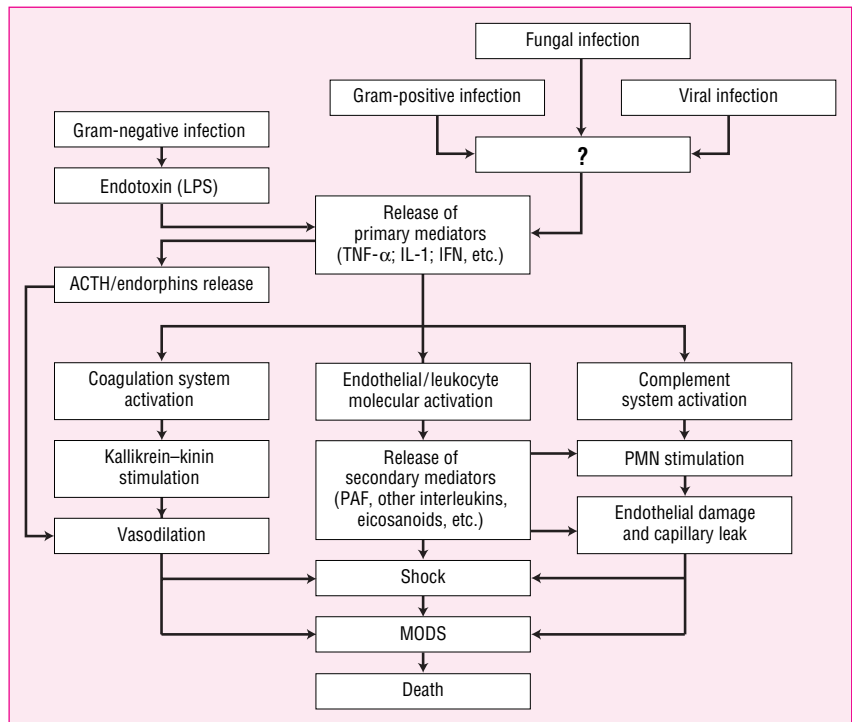 Fungal infection
Gram-positive infection
Viral infection
Gram-negative infection
?
Endotoxin (LPS)
Release of
primary mediators
(TNF-α; IL-1; IFN, etc.)
ACTH/endorphins release
Coagulation system
activation
Endothelial/leukocyte
molecular activation
Complement
system activation
Kallikrein–kinin
stimulation
Release of
secondary mediators
(PAF, other interleukins,
eicosanoids, etc.)
PMN stimulation
Vasodilation
Endothelial damage
and capillary leak
Shock
MODS
Death